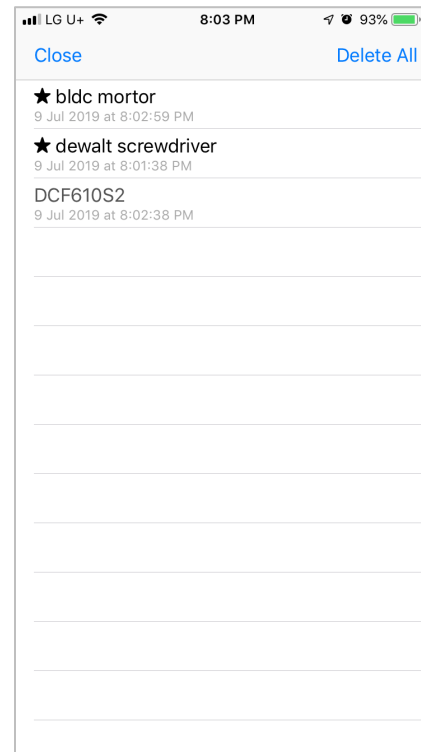 LG U+ 8:03 PM 93%
Close Delete All
★ bldc mortor
9 Jul 2019 at 8:02:59 PM
★ dewalt screwdriver
9 Jul 2019 at 8:01:38 PM
DCF610S2
9 Jul 2019 at 8:02:38 PM